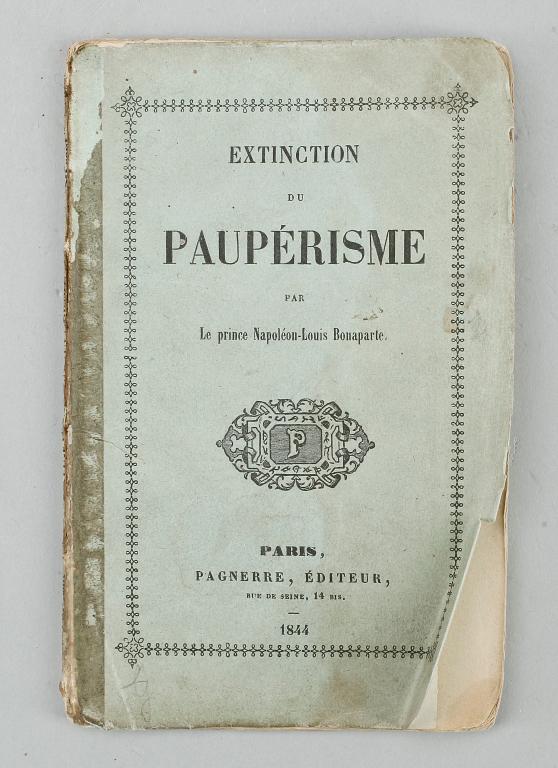 EXTINCTION
DU
PAUPÉRISME
PAR
Le prince Napoléon-Louis Bonaparte.
P
PARIS,
PAGNERRE, ÉDITEUR,
RUE DE SEINE, 14 BIS.
1844